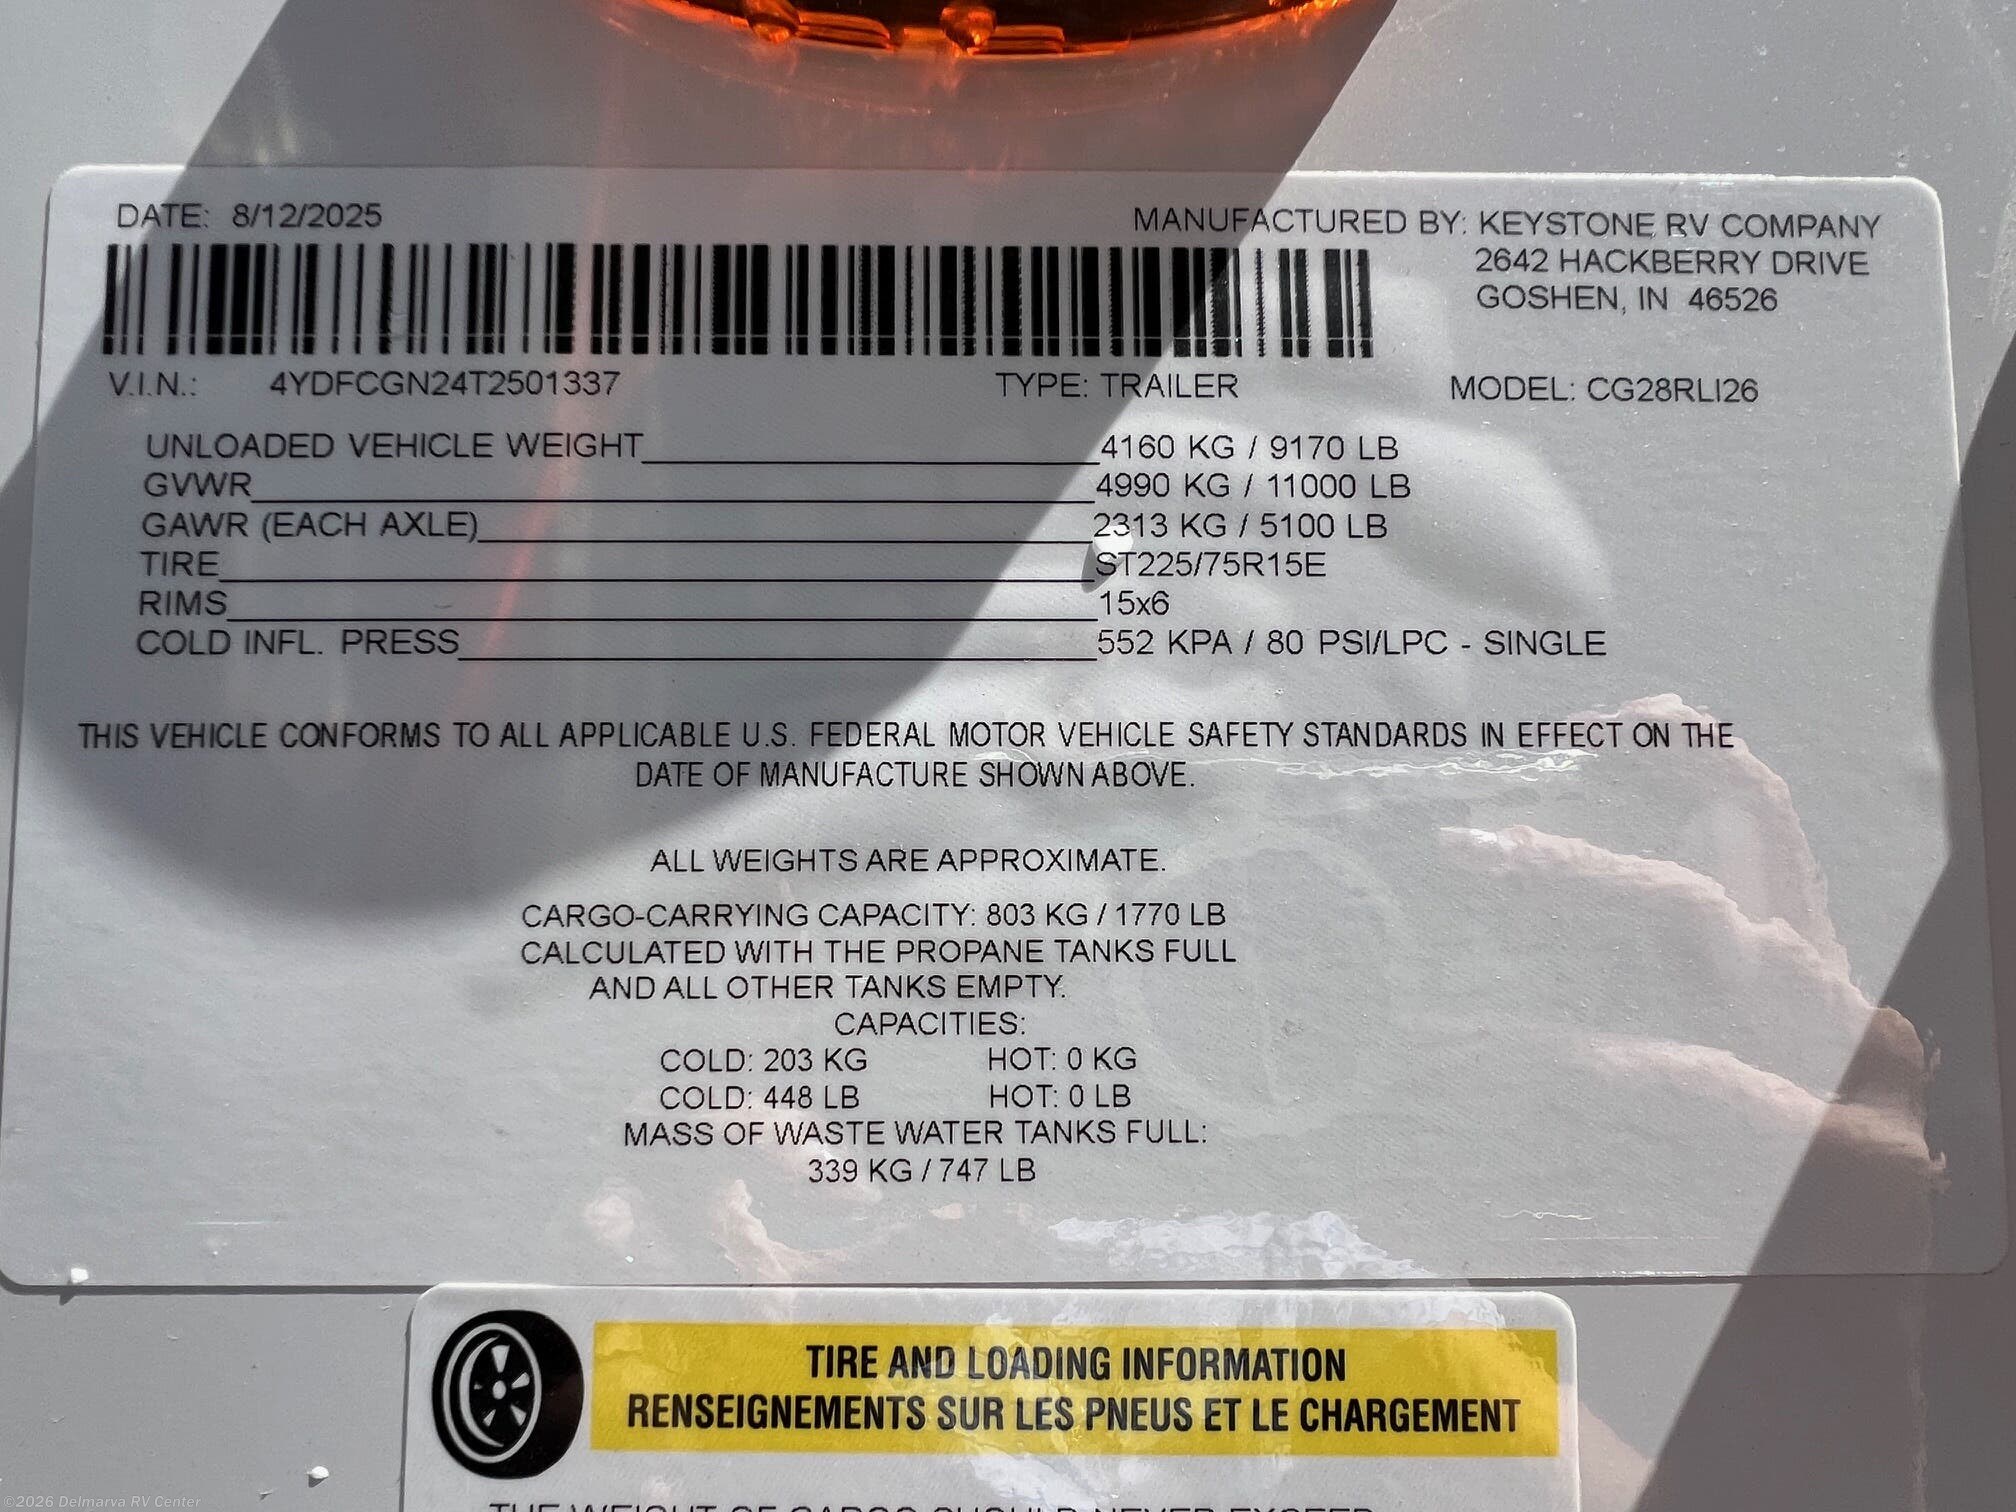 DATE: 8/12/2025
MANUFACTURED BY: KEYSTONE RV COMPANY
2642 HACKBERRY DRIVE
GOSHEN, IN 46526
V.I.N.: 4YDFCGN24T2501337 TYPE: TRAILER MODEL: CG28RLI26
UNLOADED VEHICLE WEIGHT 4160 KG / 9170 LB
GVWR 4990 KG / 11000 LB
GAWR (EACH AXLE) 2313 KG / 5100 LB
TIRE ST225/75R15E
RIMS 15x6
COLD INFL. PRESS 552 KPA / 80 PSI/LPC - SINGLE
THIS VEHICLE CONFORMS TO ALL APPLICABLE U.S. FEDERAL MOTOR VEHICLE SAFETY STANDARDS IN EFFECT ON THE
DATE OF MANUFACTURE SHOWN ABOVE.
ALL WEIGHTS ARE APPROXIMATE.
CARGO-CARRYING CAPACITY: 803 KG / 1770 LB
CALCULATED WITH THE PROPANE TANKS FULL
AND ALL OTHER TANKS EMPTY.
CAPACITIES:
COLD: 203 KG HOT: 0 KG
COLD: 448 LB HOT: 0 LB
MASS OF WASTE WATER TANKS FULL:
339 KG / 747 LB
TIRE AND LOADING INFORMATION
RENSEIGNEMENTS SUR LES PNEUS ET LE CHARGEMENT
THE WEIGHT OF CARGO SHOULD NEVER EXCEED
©2026 Delmarva RV Center